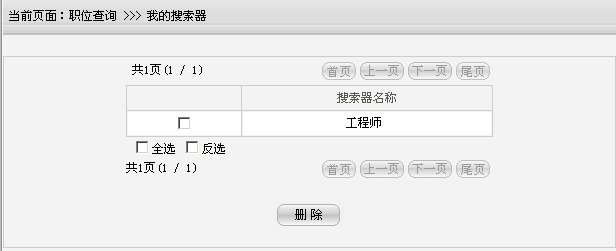 当前页面：职位查询 >>> 我的搜索器
共1页(1 / 1) 首页 上一页 下一页 尾页
搜索器名称
工程师
全选 反选
共1页(1 / 1) 首页 上一页 下一页 尾页
删 除